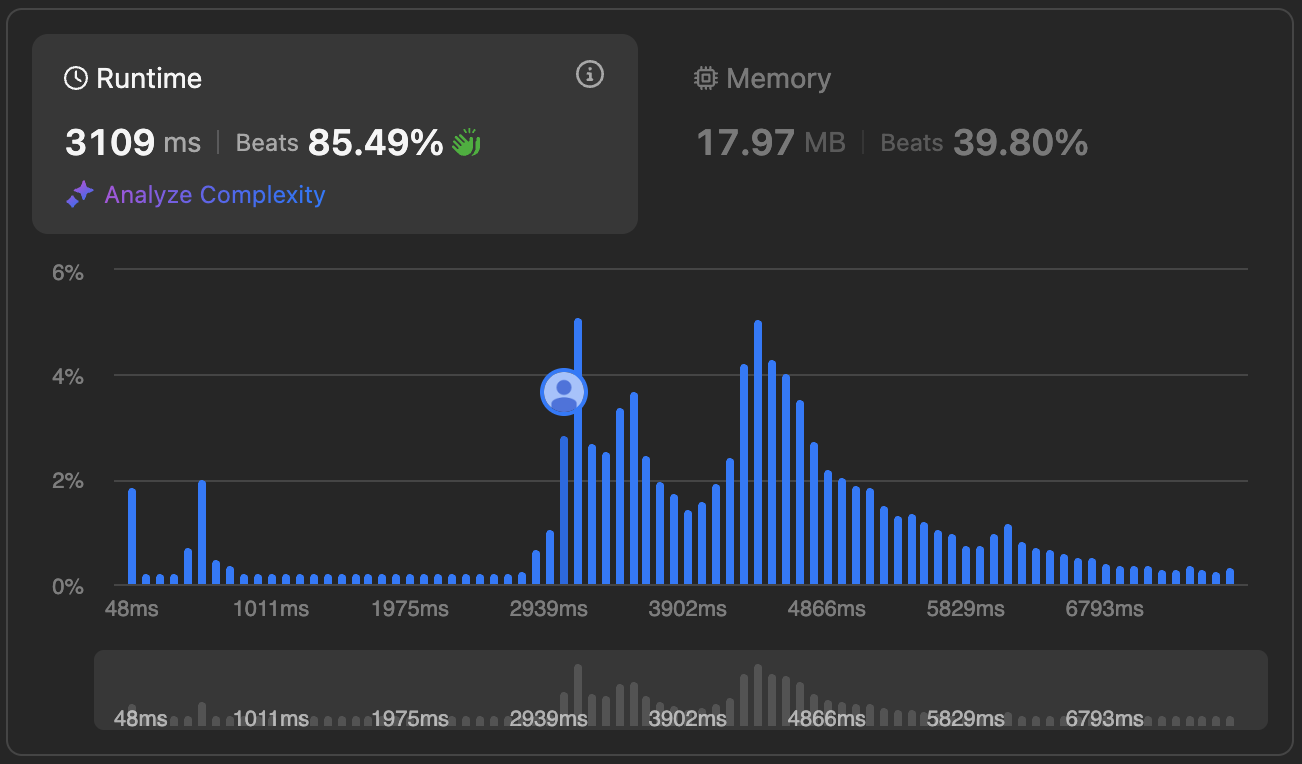 Runtime
3109 ms | Beats 85.49%
Analyze Complexity
Memory
17.97 MB | Beats 39.80%
6%
4%
2%
0%
48ms 1011ms 1975ms 2939ms 3902ms 4866ms 5829ms 6793ms
48ms 1011ms 1975ms 2939ms 3902ms 4866ms 5829ms 6793ms